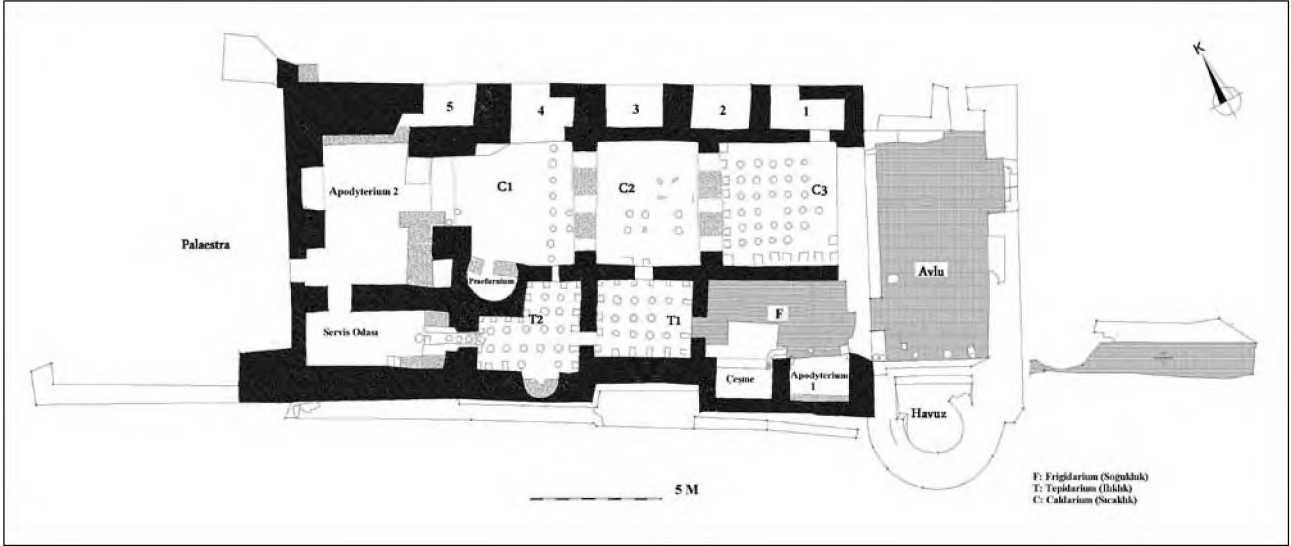 K
5
4
3
2
1
Apodyterium 2
C1
C2
C3
Palaestra
Avlu
Praefurnium
Servis Odası
T2
T1
F
Çeşme
Apodyterium
1
Havuz
5 M
F: Frigidarium (Sogukluk)
T: Tepidarium (Ilıklık)
C: Caldarium (Sıcaklık)